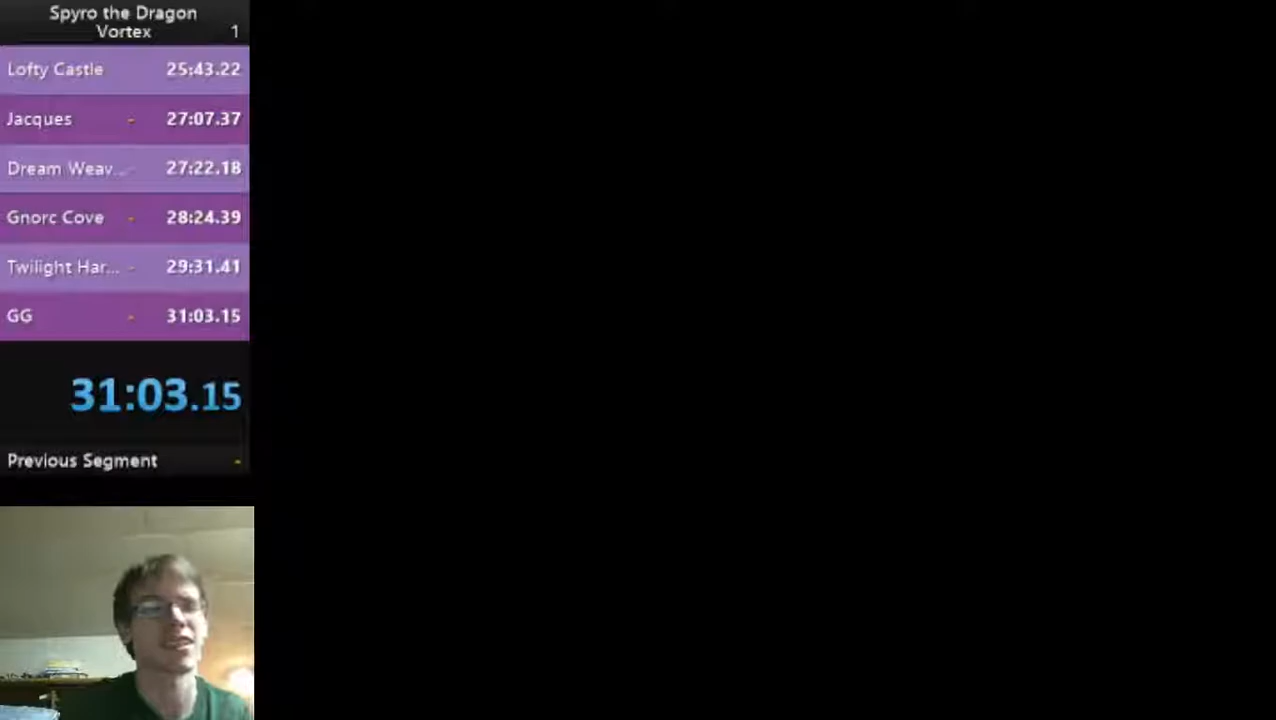 Spyro the Dragon
Vortex 1
Lofty Castle 25:43.22
Jacques - 27:07.37
Dream Weav... - 27:22.18
Gnorc Cove - 28:24.39
Twilight Har... - 29:31.41
GG - 31:03.15
31:03.15
Previous Segment -